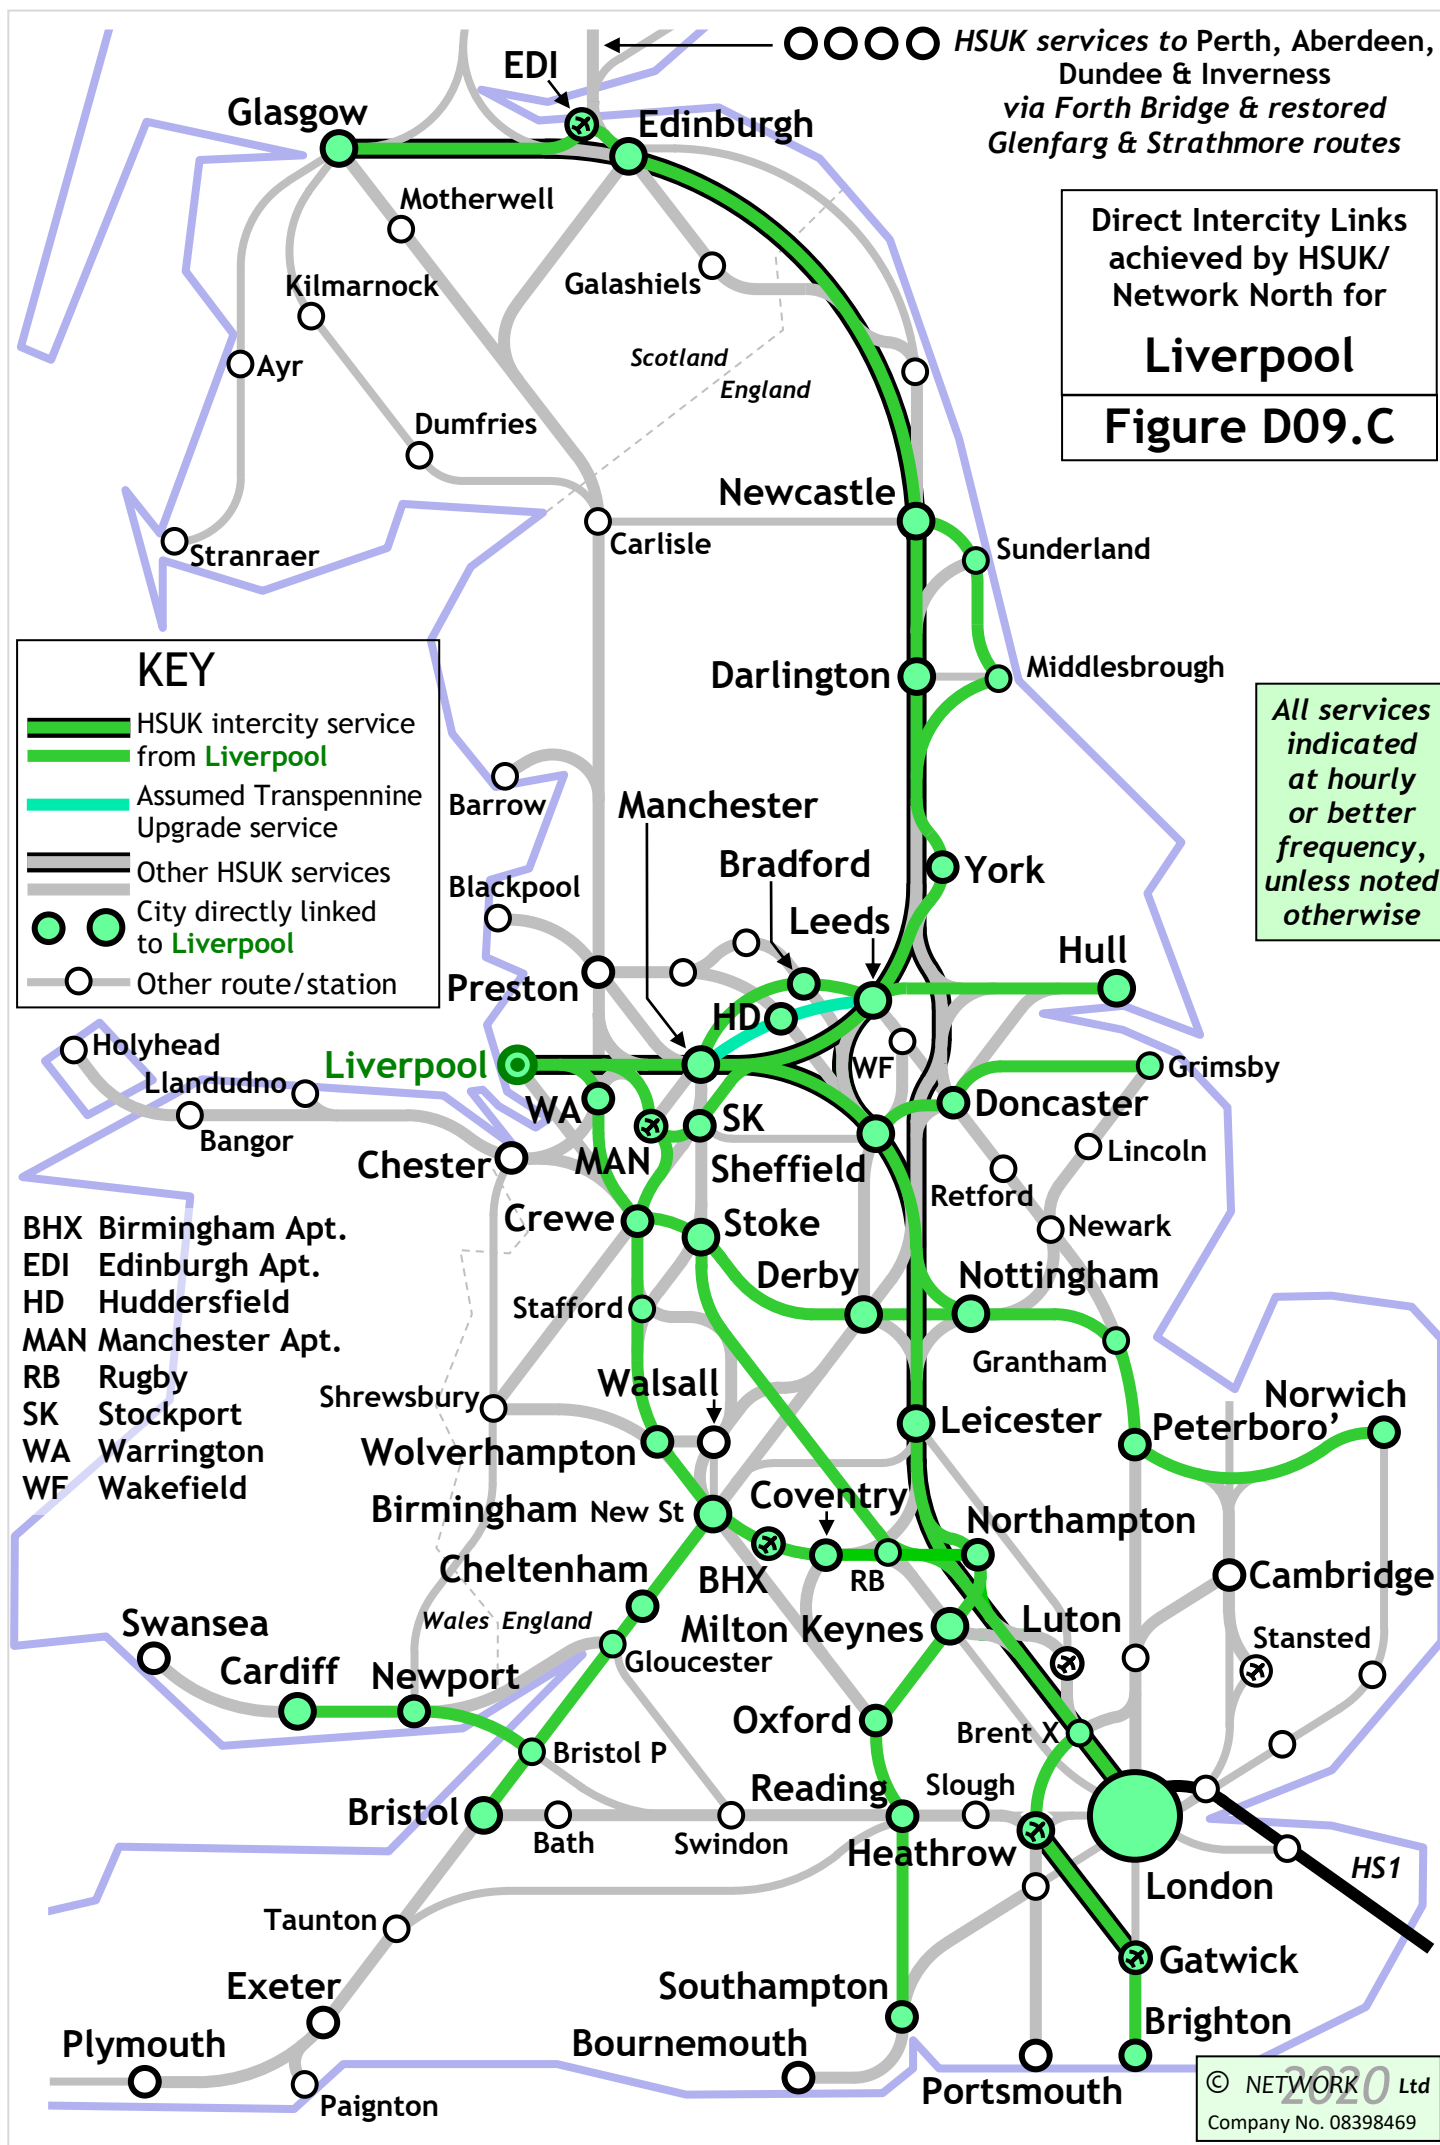 HSUK services to Perth, Aberdeen,
Dundee & Inverness
via Forth Bridge & restored
Glenfarg & Strathmore routes
EDI
Glasgow
Edinburgh
Direct Intercity Links
achieved by HSUK/
Network North for
Liverpool
Figure D09.C
Motherwell
Galashiels
Kilmarnock
Ayr
Scotland
England
Dumfries
Newcastle
Stranraer
Carlisle
Sunderland
Darlington
Middlesbrough
KEY
HSUK intercity service
from Liverpool
Assumed Transpennine
Upgrade service
Other HSUK services
City directly linked
to Liverpool
Other route/station
All services
indicated
at hourly
or better
frequency,
unless noted
otherwise
Barrow
Manchester
Bradford
York
Blackpool
Leeds
Hull
Preston
HD
Holyhead
Liverpool
WF
Grimsby
Llandudno
WA
SK
Doncaster
Bangor
Chester
MAN
Sheffield
Lincoln
Retford
Crewe
Stoke
Newark
BHX Birmingham Apt.
EDI Edinburgh Apt.
HD Huddersfield
MAN Manchester Apt.
RB Rugby
SK Stockport
WA Warrington
WF Wakefield
Derby
Nottingham
Stafford
Grantham
Shrewsbury
Walsall
Norwich
Leicester
Peterboro’
Wolverhampton
Birmingham New St
Coventry
Northampton
Cheltenham
BHX
RB
Cambridge
Swansea
Wales England
Milton Keynes
Luton
Stansted
Cardiff
Newport
Gloucester
Oxford
Brent X
Bristol P
Reading
Slough
Bristol
Bath
Swindon
Heathrow
London
HS1
Taunton
Gatwick
Exeter
Southampton
Brighton
Plymouth
Bournemouth
Portsmouth
Paignton
© NETWORK 2020 Ltd
Company No. 08398469